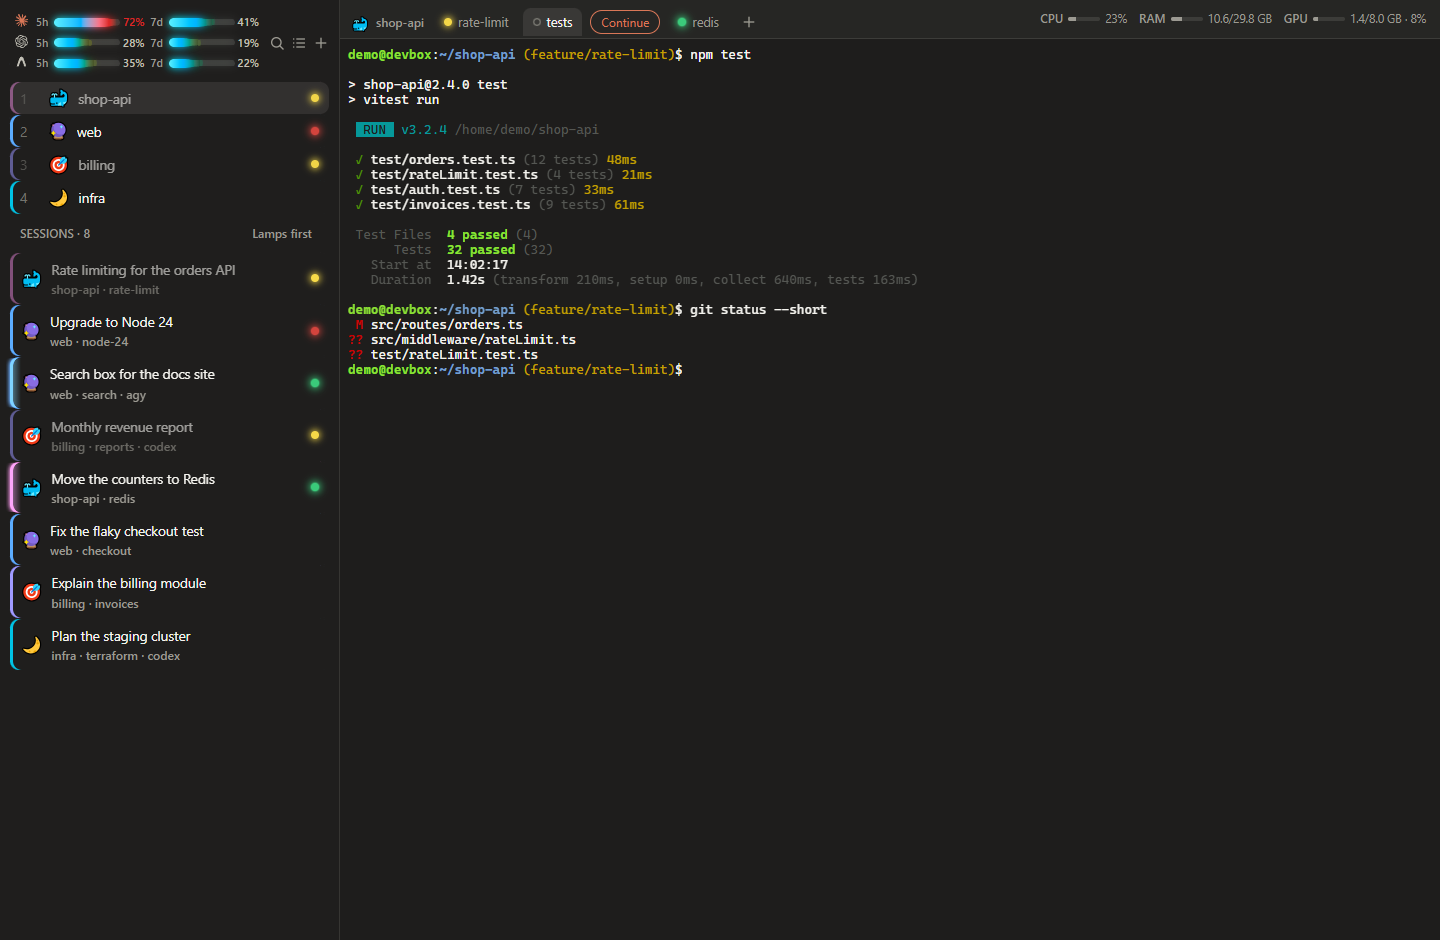 5h 72% 7d 41%
5h 28% 7d 19%
5h 35% 7d 22%
1 shop-api
2 web
3 billing
4 infra
SESSIONS · 8 Lamps first
Rate limiting for the orders API
shop-api · rate-limit
Upgrade to Node 24
web · node-24
Search box for the docs site
web · search · agy
Monthly revenue report
billing · reports · codex
Move the counters to Redis
shop-api · redis
Fix the flaky checkout test
web · checkout
Explain the billing module
billing · invoices
Plan the staging cluster
infra · terraform · codex
shop-api rate-limit tests Continue redis
CPU 23% RAM 10.6/29.8 GB GPU 1.4/8.0 GB · 8%
demo@devbox:~/shop-api (feature/rate-limit)$ npm test
> shop-api@2.4.0 test
> vitest run
RUN v3.2.4 /home/demo/shop-api
✓ test/orders.test.ts (12 tests) 48ms
✓ test/rateLimit.test.ts (4 tests) 21ms
✓ test/auth.test.ts (7 tests) 33ms
✓ test/invoices.test.ts (9 tests) 61ms
Test Files 4 passed (4)
Tests 32 passed (32)
Start at 14:02:17
Duration 1.42s (transform 210ms, setup 0ms, collect 640ms, tests 163ms)
demo@devbox:~/shop-api (feature/rate-limit)$ git status --short
M src/routes/orders.ts
?? src/middleware/rateLimit.ts
?? test/rateLimit.test.ts
demo@devbox:~/shop-api (feature/rate-limit)$